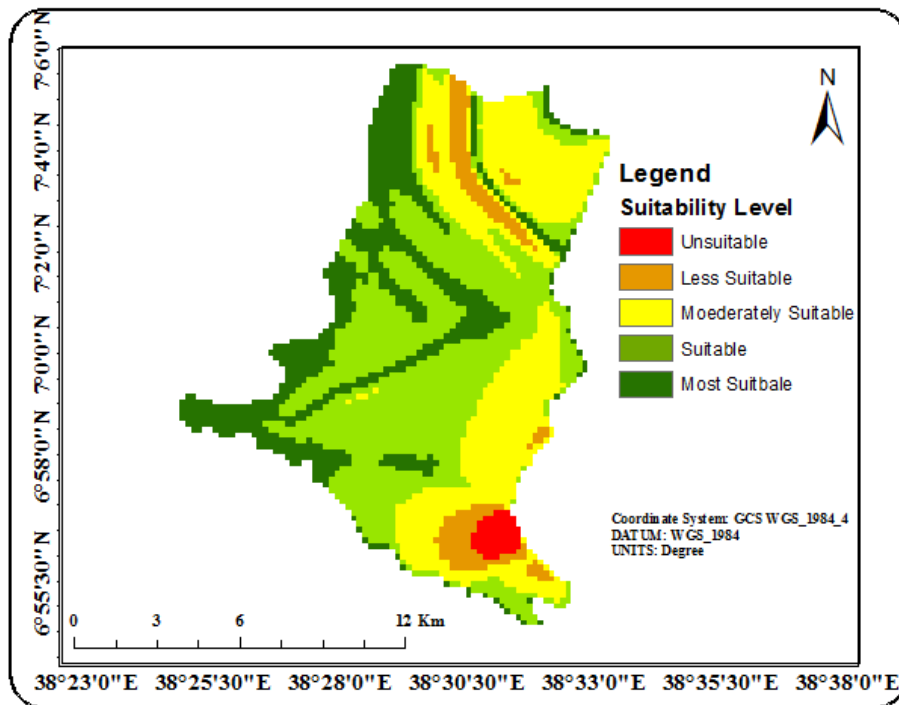 7°6'0"N
7°4'0"N
7°2'0"N
7°0'0"N
6°58'0"N
6°55'30"N
N
Legend
Suitability Level
Unsuitable
Less Suitable
Moederately Suitable
Suitable
Most Suitbale
Coordinate System: GCS WGS_1984_4
DATUM: WGS_1984
UNITS: Degree
0 3 6 12 Km
38°23'0"E 38°25'30"E 38°28'0"E 38°30'30"E 38°33'0"E 38°35'30"E 38°38'0"E